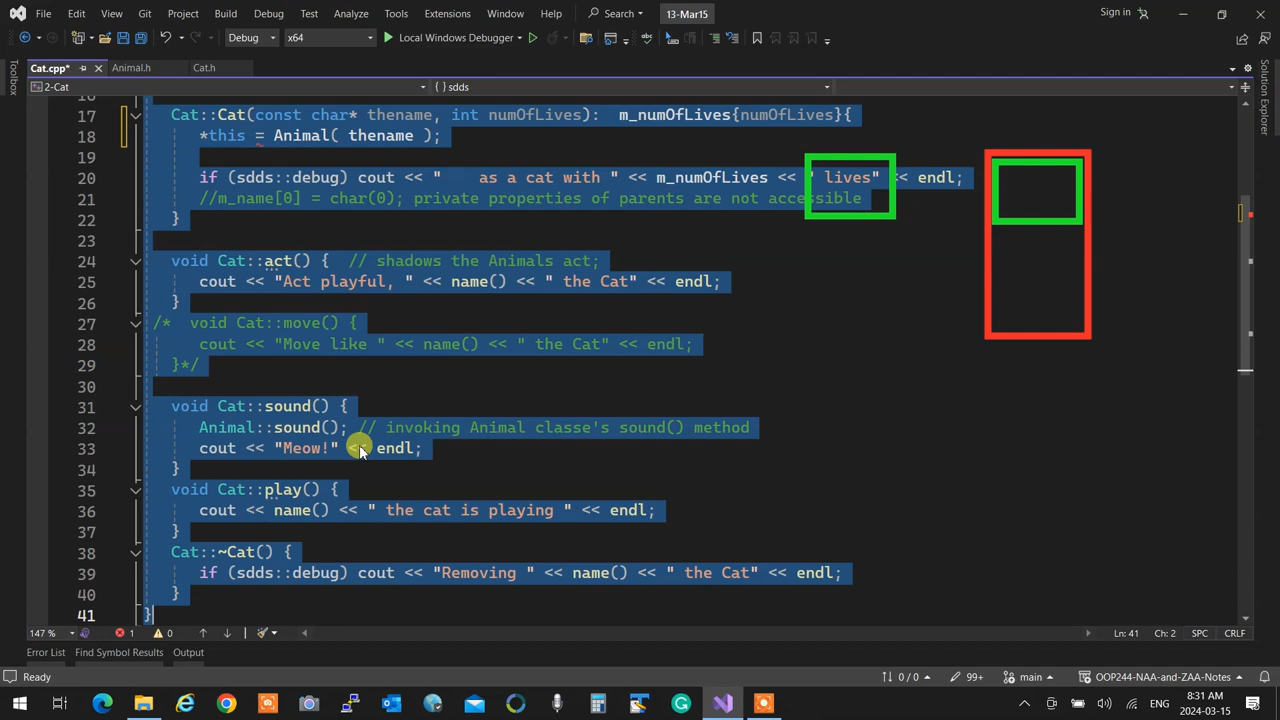 File Edit View Git Project Build Debug Test Analyze Tools Extensions Window Help Search 13-Mar15 Sign in
Debug x64 Local Windows Debugger
Toolbox
Cat.cpp* Animal.h Cat.h
2-Cat {} sdds
Solution Explorer
16
17 Cat::Cat(const char* thename, int numOfLives): m_numOfLives{numOfLives}{
18 *this = Animal( thename );
19
20 if (sdds::debug) cout << "    as a cat with " << m_numOfLives << " lives" << endl;
21 //m_name[0] = char(0); private properties of parents are not accessible
22 }
23
24 void Cat::act() {  // shadows the Animals act;
25 cout << "Act playful, " << name() << " the Cat" << endl;
26 }
27 /*  void Cat::move() {
28 cout << "Move like " << name() << " the Cat" << endl;
29 }*/
30
31 void Cat::sound() {
32 Animal::sound(); // invoking Animal classe's sound() method
33 cout << "Meow!" << endl;
34 }
35 void Cat::play() {
36 cout << name() << " the cat is playing " << endl;
37 }
38 Cat::~Cat() {
39 if (sdds::debug) cout << "Removing " << name() << " the Cat" << endl;
40 }
41 }
147 % 1 0 Ln: 41 Ch: 2 SPC CRLF
Error List Find Symbol Results Output
Ready 0 / 0 99+ main OOP244-NAA-and-ZAA-Notes
ENG 8:31 AM
2024-03-15